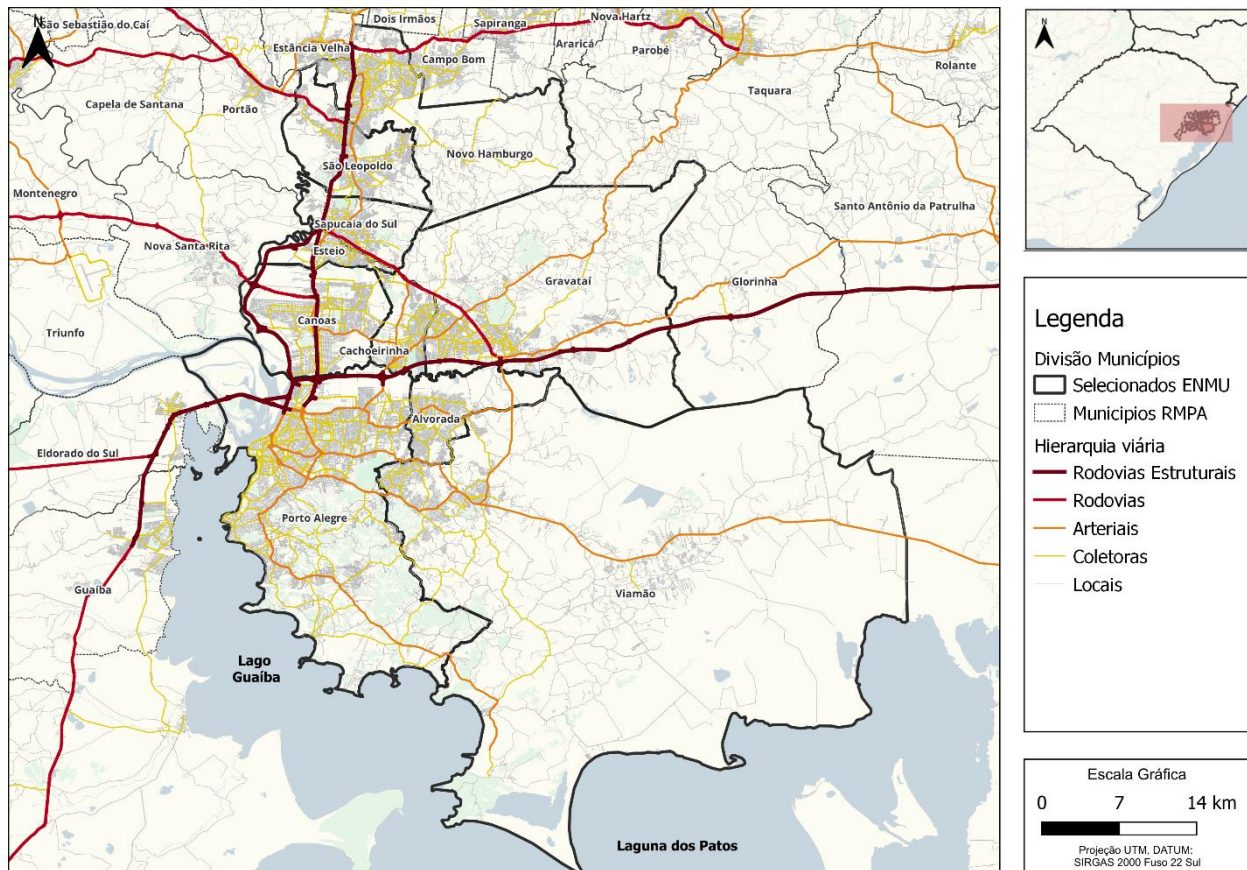 Dois Irmãos
Sapiranga
Nova Hartz
São Sebastião do Caí
N
Estância Velha
Araricá
Campo Bom
Parobé
Rolante
Taquara
Capela de Santana
Portão
Novo Hamburgo
São Leopoldo
Montenegro
Santo Antônio da Patrulha
Sapucaia do Sul
Nova Santa Rita
Esteio
Gravataí
Glorinha
Canoas
Triunfo
Cachoeirinha
Alvorada
Eldorado do Sul
Porto Alegre
Guaíba
Viamão
Lago
Guaíba
Laguna dos Patos
N
Legenda
Divisão Municípios
Selecionados ENMU
Municipios RMPA
Hierarquia viária
Rodovias Estruturais
Rodovias
Arteriais
Coletoras
Locais
Escala Gráfica
0 7 14 km
Projeção UTM, DATUM:
SIRGAS 2000 Fuso 22 Sul